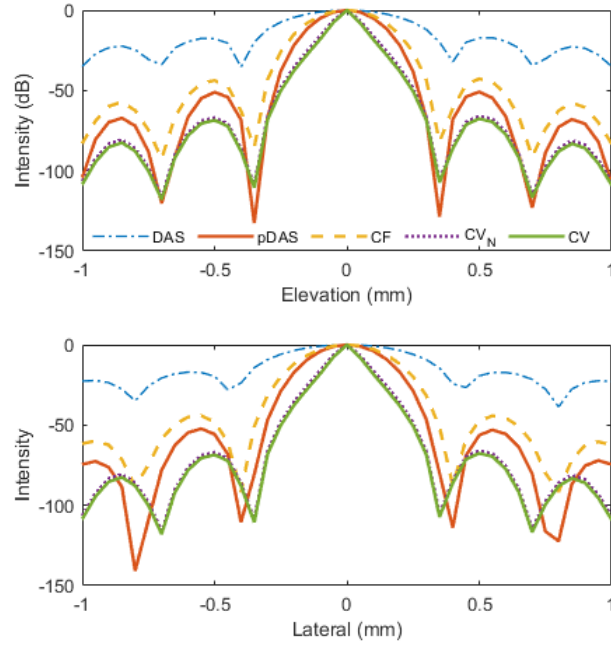 0
-50
-100
-150
Intensity (dB)
DAS pDAS CF CV_N CV
-1 -0.5 0 0.5 1
Elevation (mm)
0
-50
-100
-150
Intensity
-1 -0.5 0 0.5 1
Lateral (mm)